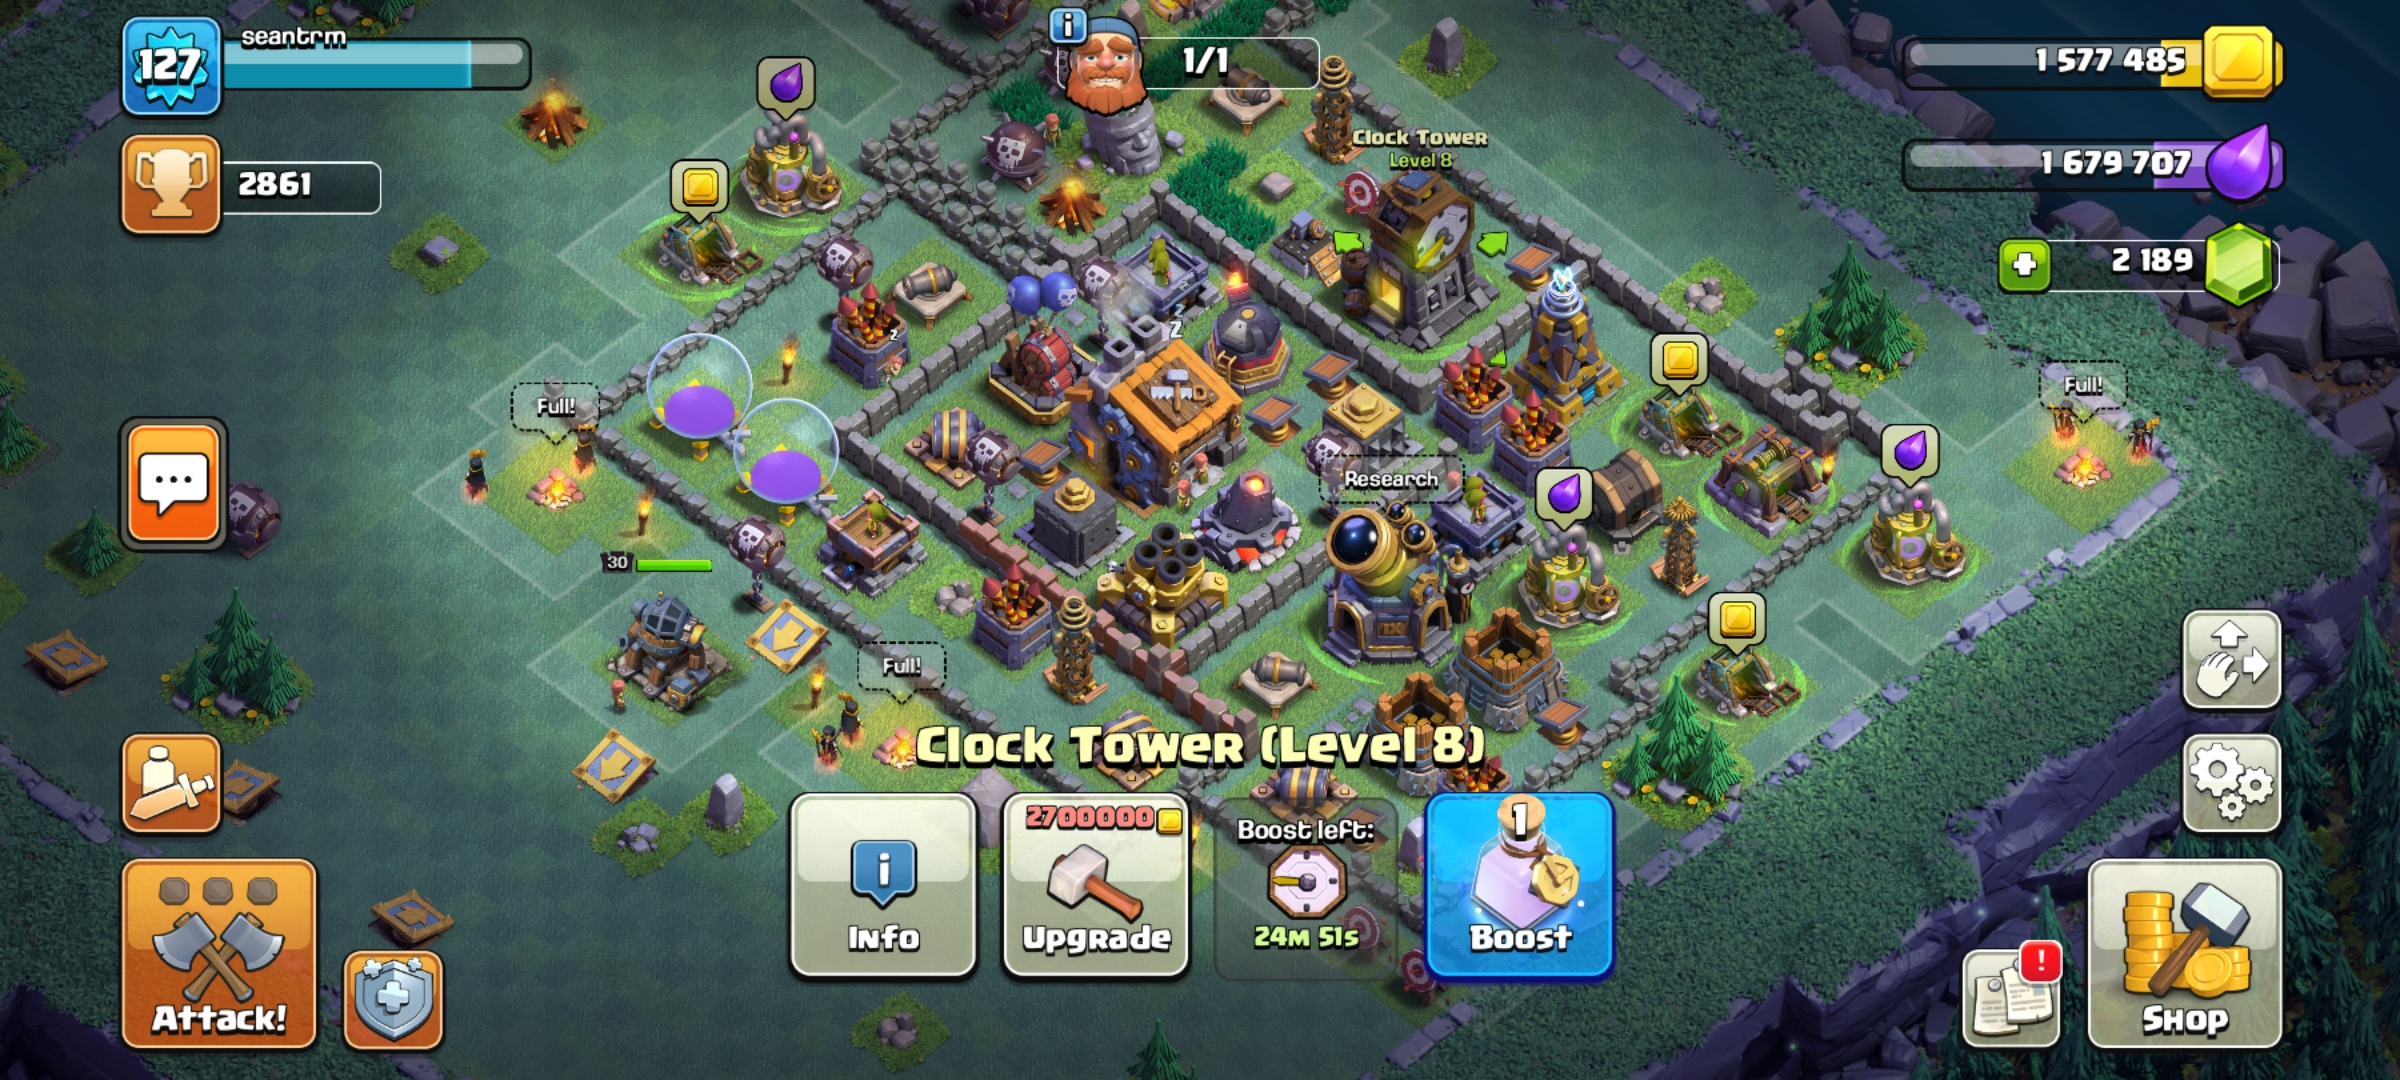 127
seantrm
1/1
1 577 485
2861
Clock Tower
Level 8
1 679 707
2 189
z
z
z
Full!
Full!
Research
30
Full!
IX
Clock Tower (Level 8)
Info
2700000
Upgrade
Boost left:
24m 51s
1
Boost
Attack!
!
Shop